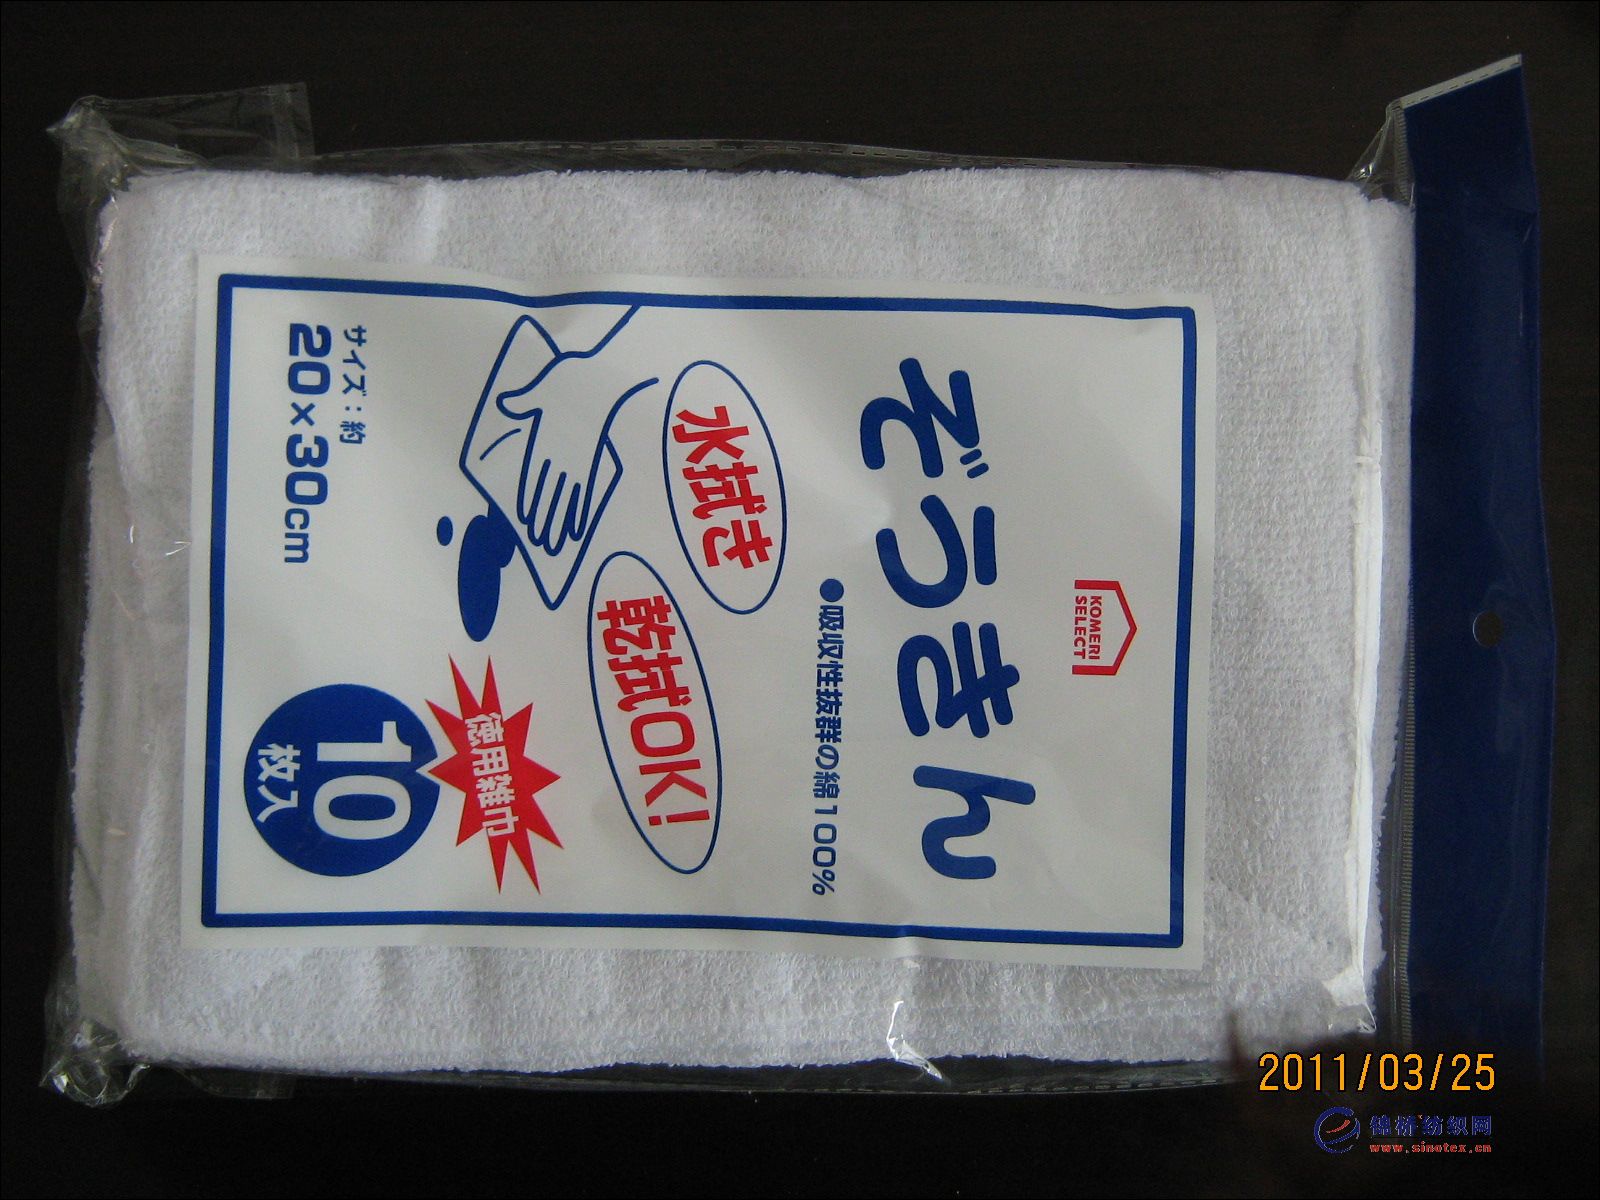 KOMERI
SELECT
ぞうきん
●吸収性抜群の綿100%
水拭き
乾拭OK!
徳用雑巾
サイズ:約
20×30cm
10
枚入
2011/03/25
锦桥纺织网
www.sinotex.cn